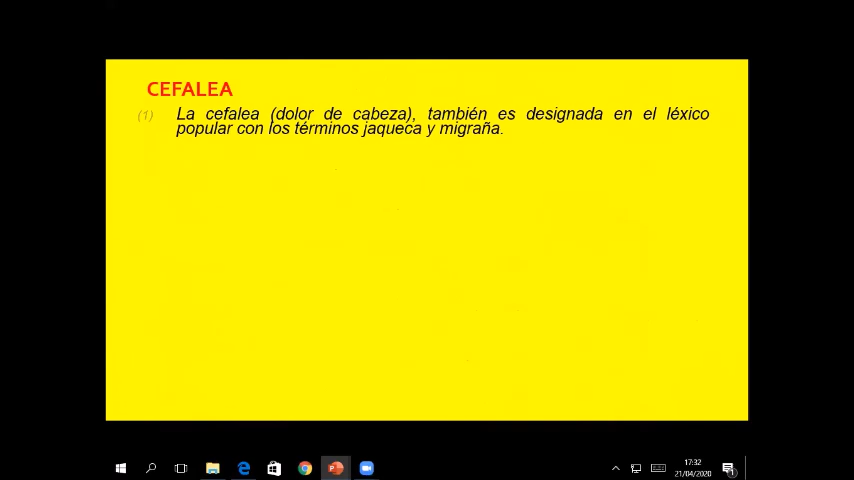 CEFALEA
(1) La cefalea (dolor de cabeza), también es designada en el léxico
popular con los términos jaqueca y migraña.
17:32
21/04/2020
1